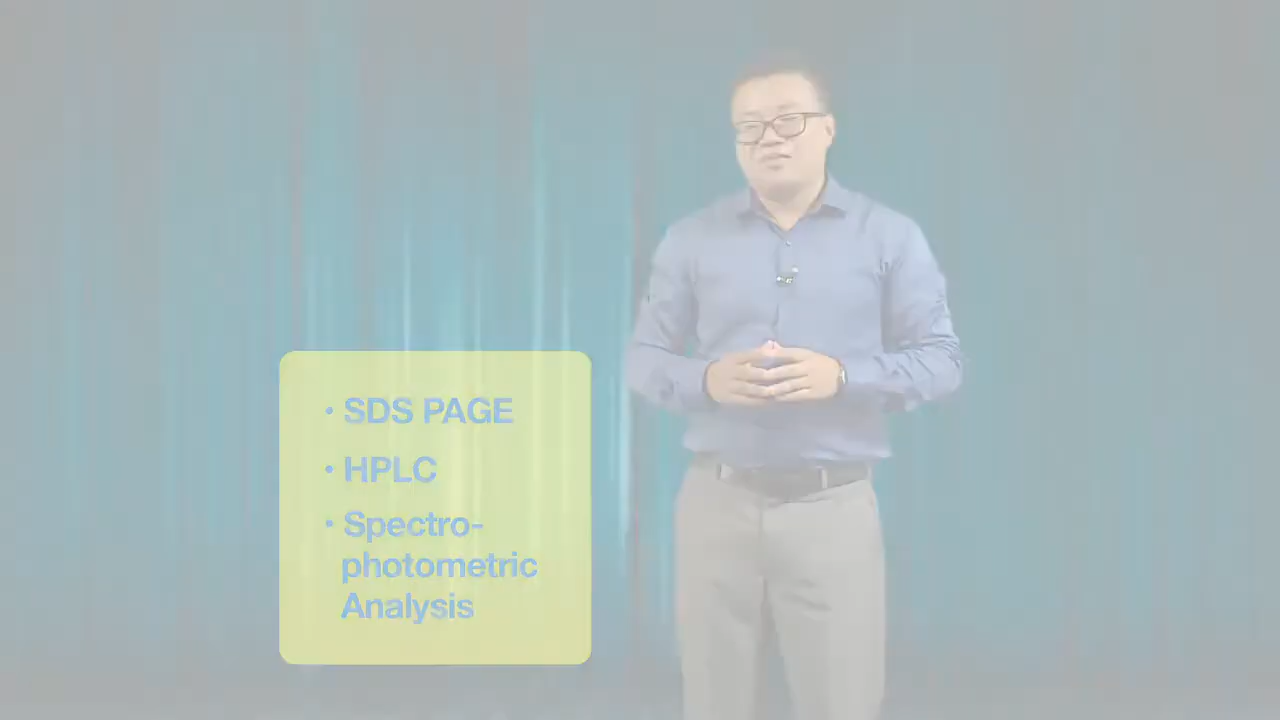 • SDS PAGE
• HPLC
• Spectro-
photometric
Analysis